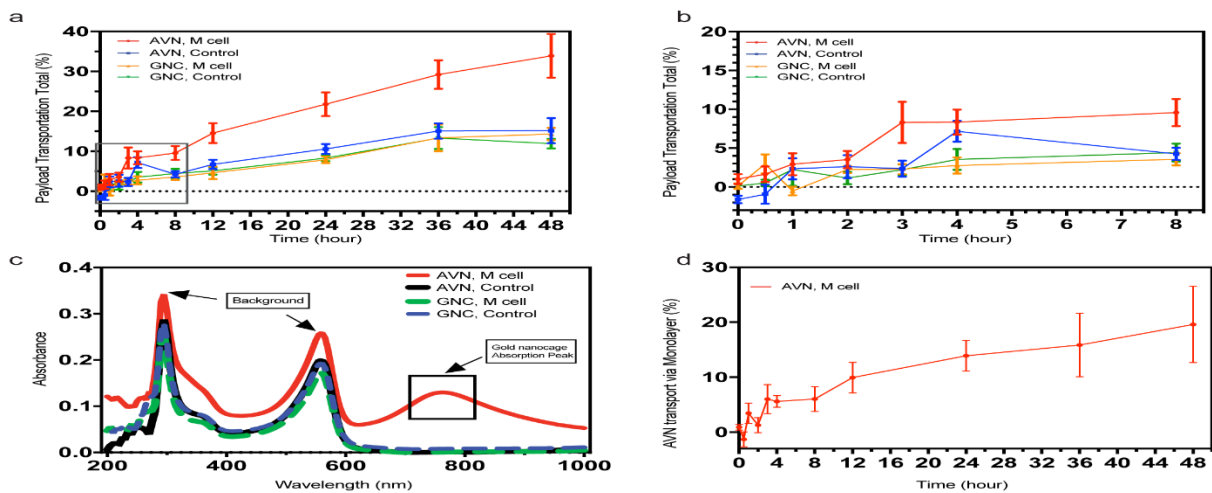 a
Payload Transportation Total (%)
40
30
20
10
0
AVN, M cell
AVN, Control
GNC, M cell
GNC, Control
0 4 8 12 16 20 24 28 32 36 40 44 48
Time (hour)
b
Payload Transportation Total (%)
20
15
10
5
0
AVN, M cell
AVN, Control
GNC, M cell
GNC, Control
0 1 2 3 4 5 6 7 8
Time (hour)
c
Absorbance
0.4
0.3
0.2
0.1
0.0
Background
AVN, M cell
AVN, Control
GNC, M cell
GNC, Control
Gold nanocage
Absorption Peak
200 400 600 800 1000
Wavelength (nm)
d
AVN transport via Monolayer (%)
30
20
10
0
AVN, M cell
0 4 8 12 16 20 24 28 32 36 40 44 48
Time (hour)